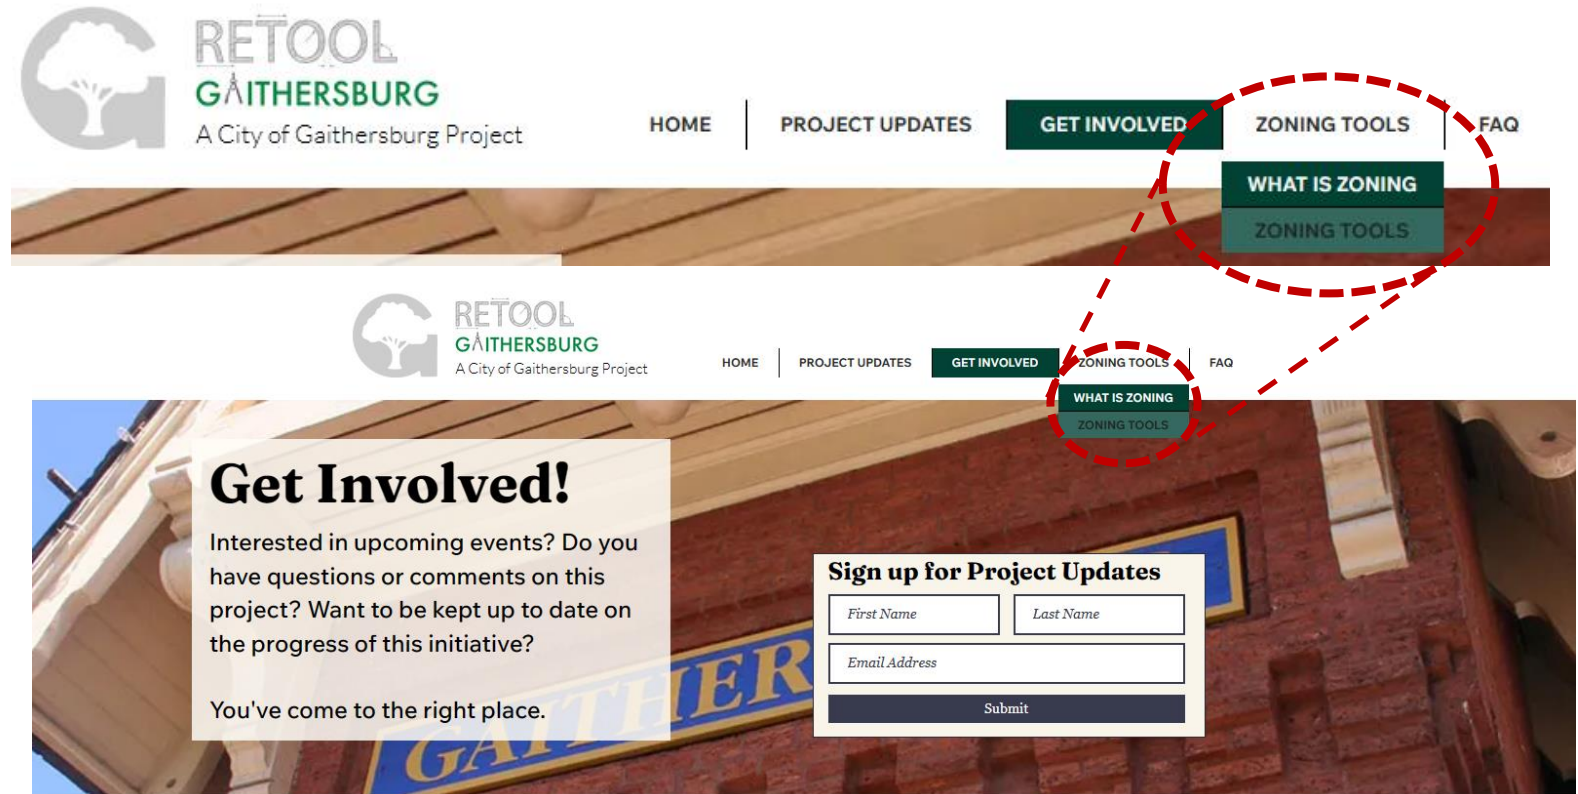 RETOOL
GAITHERSBURG
A City of Gaithersburg Project
HOME
PROJECT UPDATES
GET INVOLVED
ZONING TOOLS
FAQ
WHAT IS ZONING
ZONING TOOLS
RETOOL
GAITHERSBURG
A City of Gaithersburg Project
HOME
PROJECT UPDATES
GET INVOLVED
ZONING TOOLS
FAQ
WHAT IS ZONING
ZONING TOOLS
Get Involved!
Interested in upcoming events? Do you
have questions or comments on this
project? Want to be kept up to date on
the progress of this initiative?
You've come to the right place.
Sign up for Project Updates
First Name
Last Name
Email Address
Submit
GAITHER